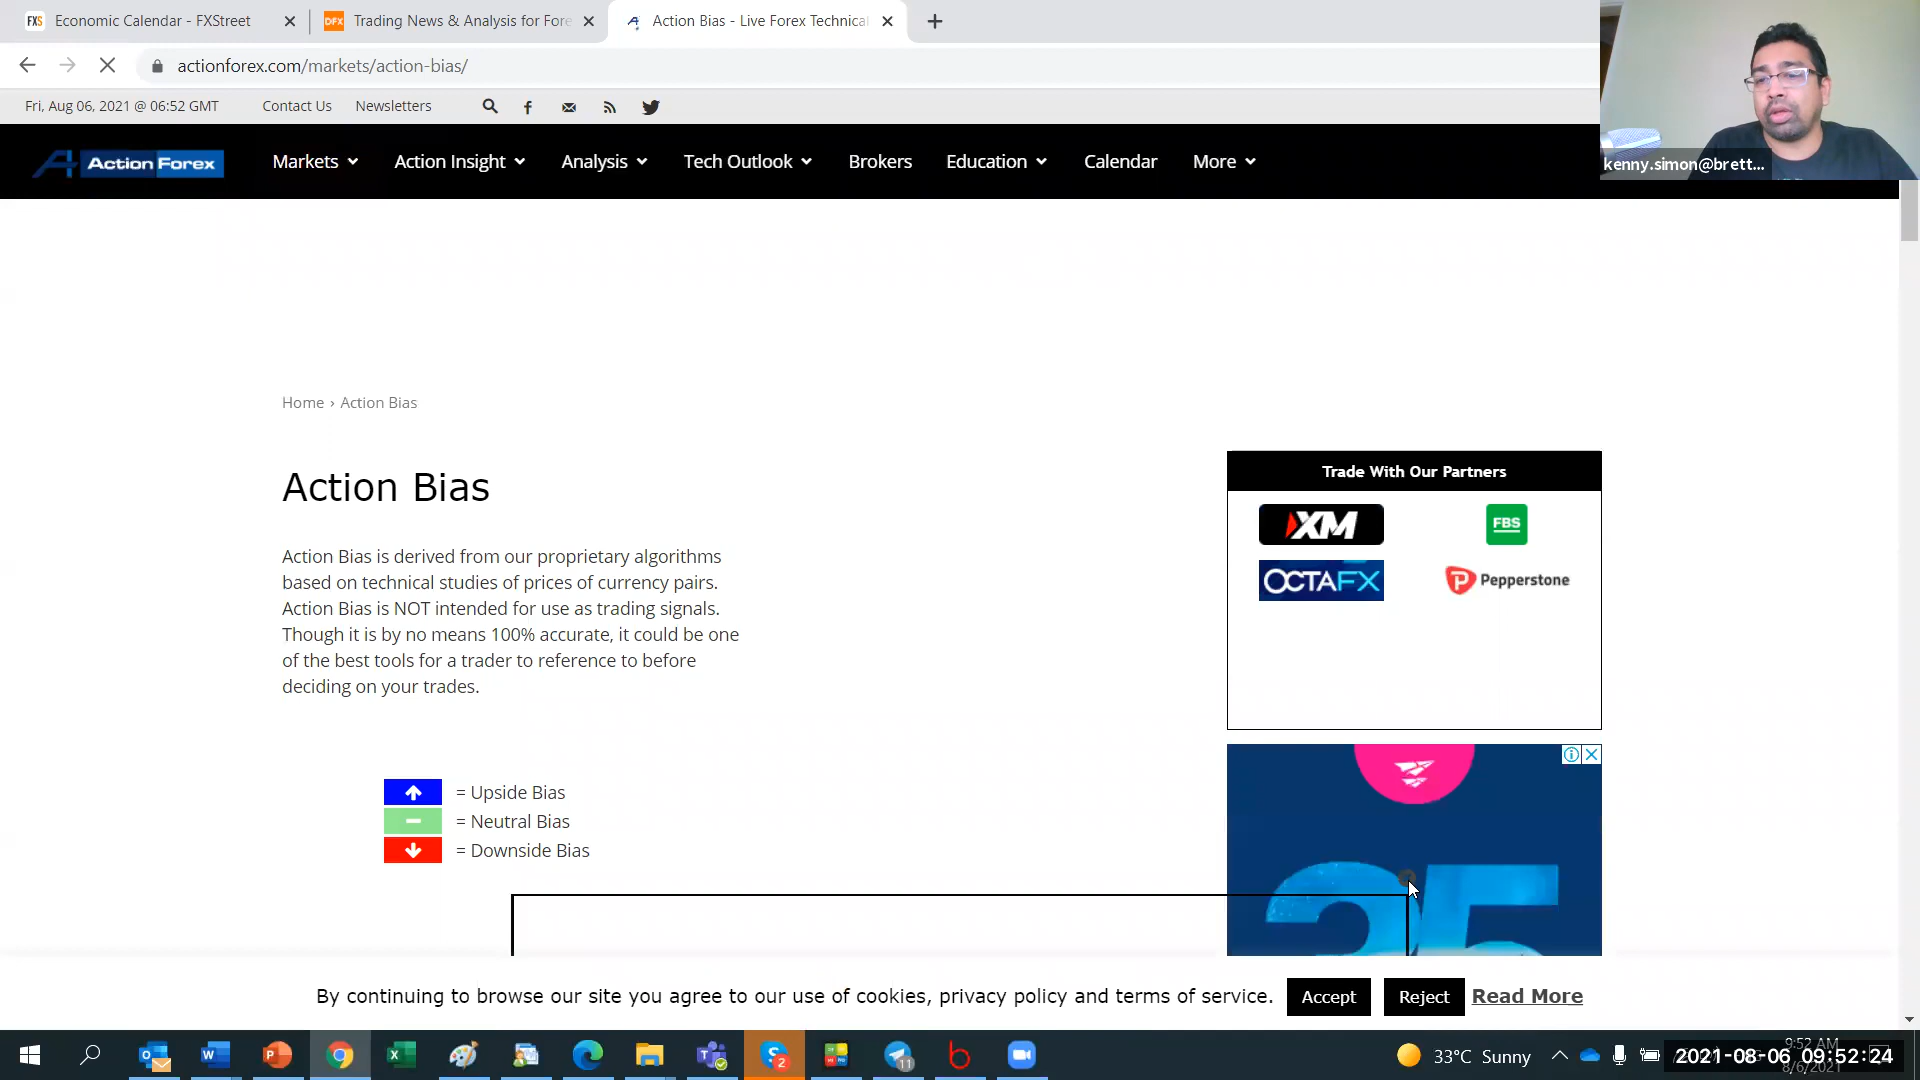 Economic Calendar - FXStreet
Trading News & Analysis for Fore
Action Bias - Live Forex Technical
actionforex.com/markets/action-bias/
Fri, Aug 06, 2021 @ 06:52 GMT
Contact Us
Newsletters
kenny.simon@brett...
Action Forex
Markets
Action Insight
Analysis
Tech Outlook
Brokers
Education
Calendar
More
Home › Action Bias
Action Bias
Action Bias is derived from our proprietary algorithms
based on technical studies of prices of currency pairs.
Action Bias is NOT intended for use as trading signals.
Though it is by no means 100% accurate, it could be one
of the best tools for a trader to reference to before
deciding on your trades.
= Upside Bias
= Neutral Bias
= Downside Bias
Trade With Our Partners
XM
FBS
OCTAFX
Pepperstone
35
By continuing to browse our site you agree to our use of cookies, privacy policy and terms of service.
Accept
Reject
Read More
33°C Sunny
9:52 AM
2021-08-06 09:52:24
8/6/2021